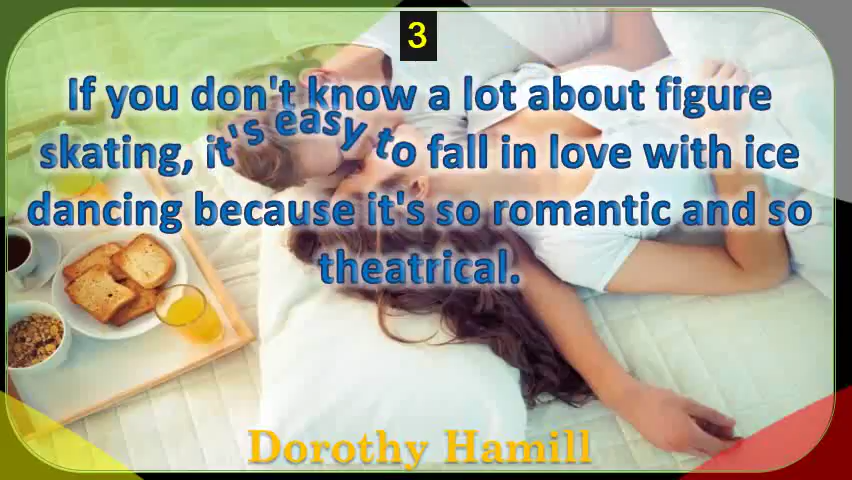 3
If you don't know a lot about figure
skating, it's easy to fall in love with ice
dancing because it's so romantic and so
theatrical.
Dorothy Hamill